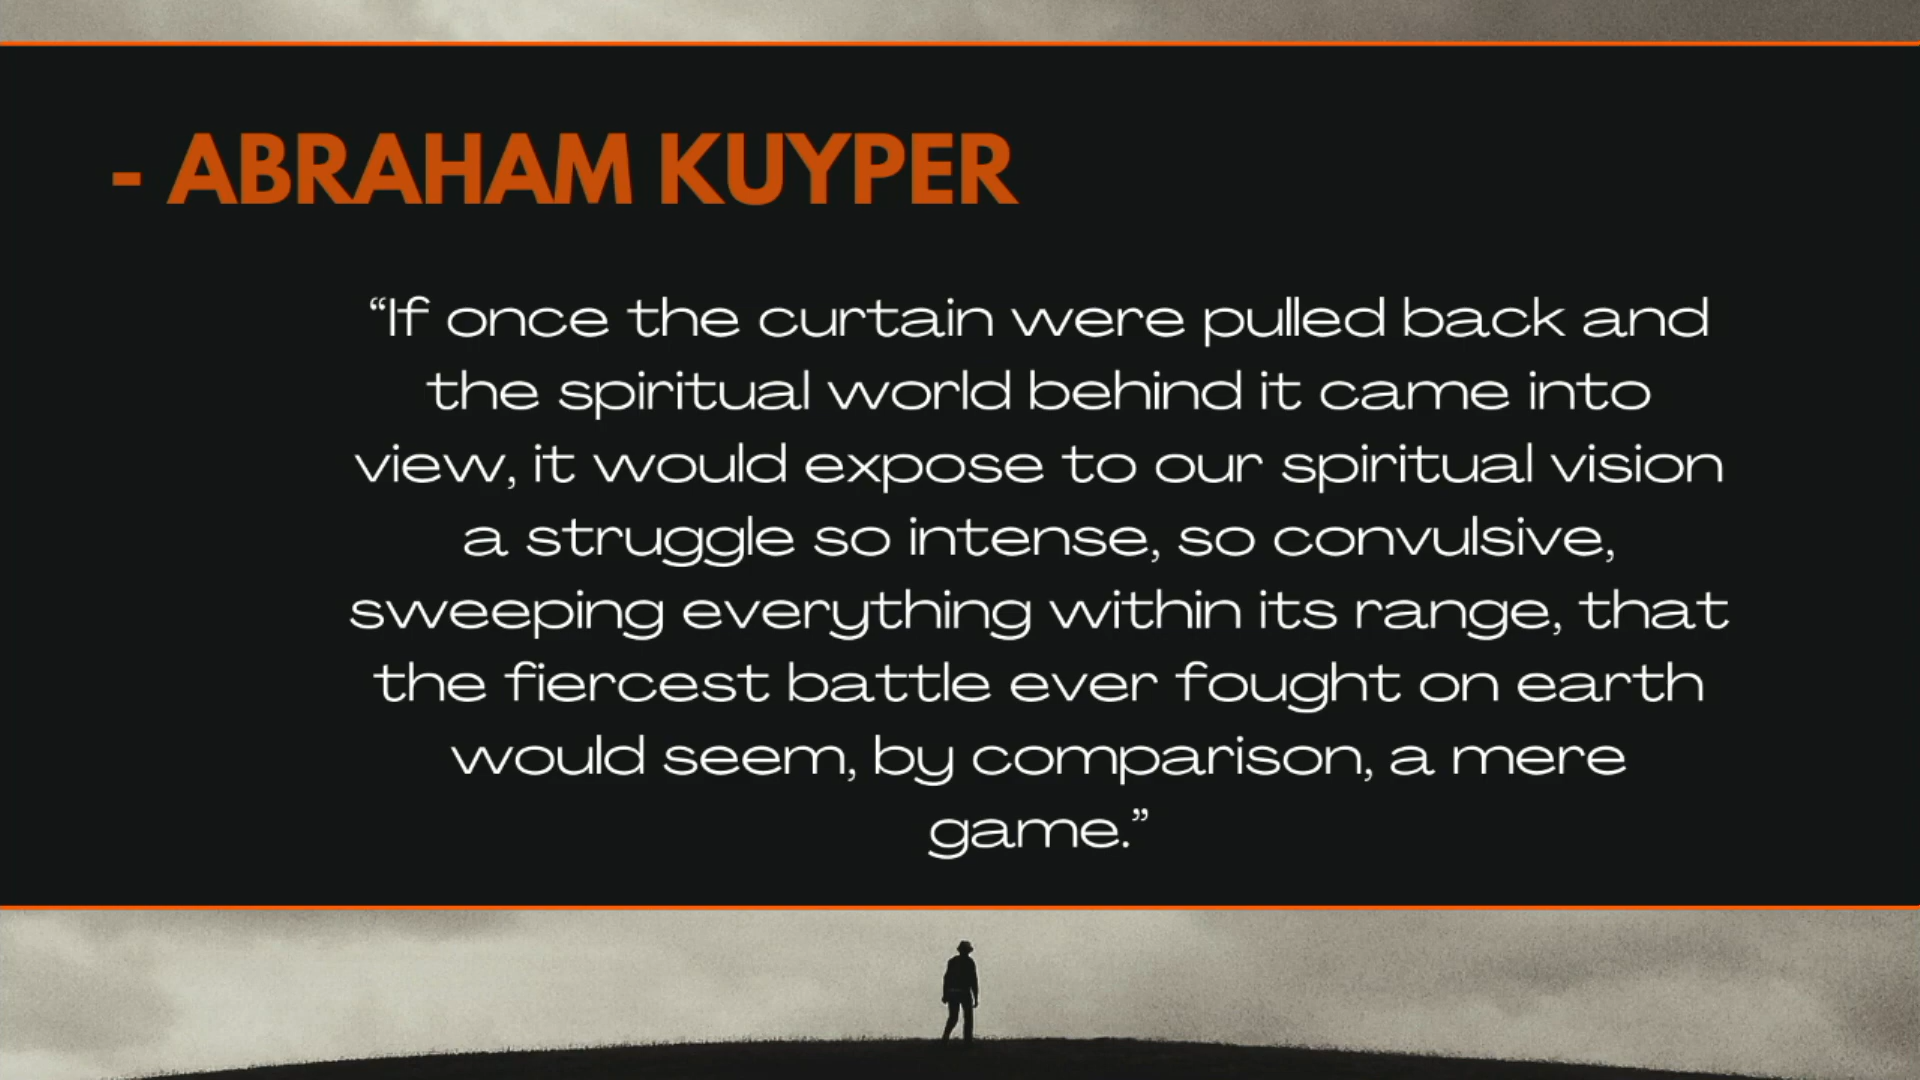 - ABRAHAM KUYPER
“If once the curtain were pulled back and
the spiritual world behind it came into
view, it would expose to our spiritual vision
a struggle so intense, so convulsive,
sweeping everything within its range, that
the fiercest battle ever fought on earth
would seem, by comparison, a mere
game.”